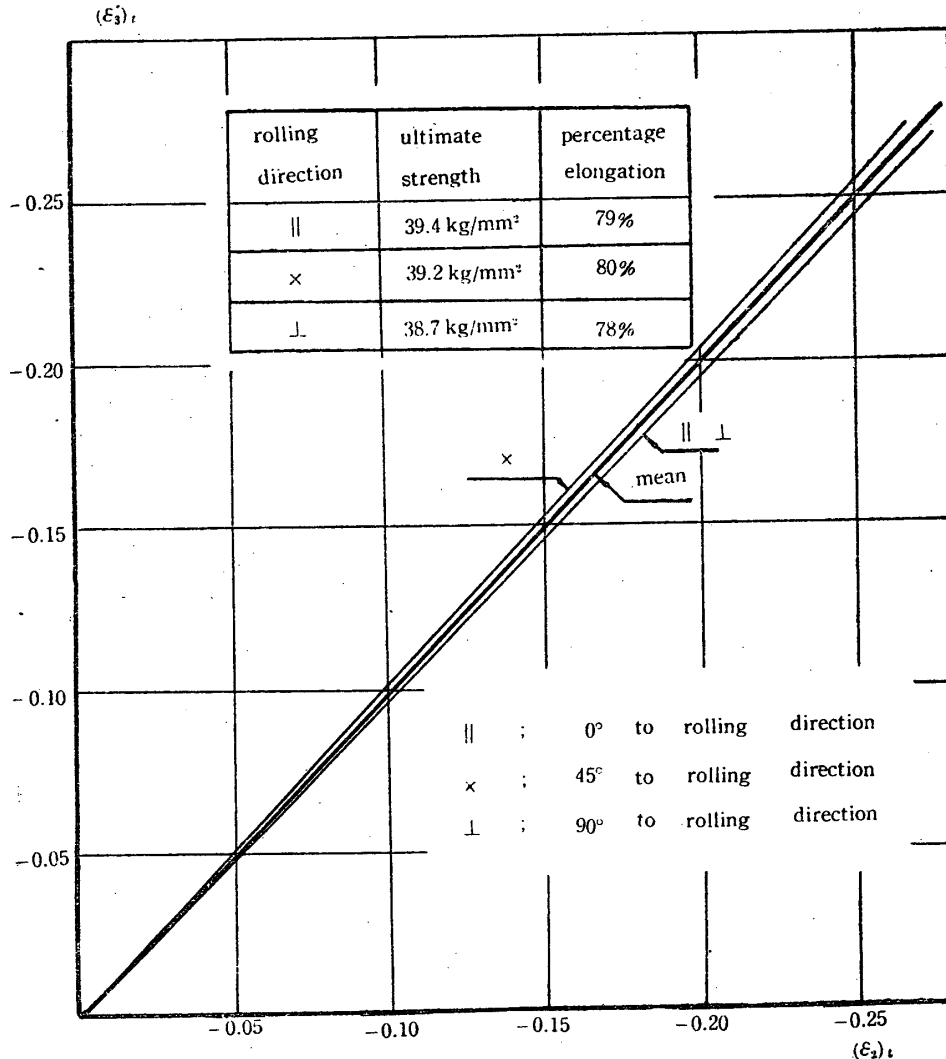 (ε₃)ₜ
rolling direction	ultimate strength	percentage elongation
||	39.4 kg/mm²	79%
×	39.2 kg/mm²	80%
⊥	38.7 kg/mm²	78%
-0.25
-0.20
-0.15
-0.10
-0.05
×
|| ⊥
mean
|| ; 0° to rolling direction
× ; 45° to rolling direction
⊥ ; 90° to rolling direction
-0.05 -0.10 -0.15 -0.20 -0.25
(ε₂)ₜ